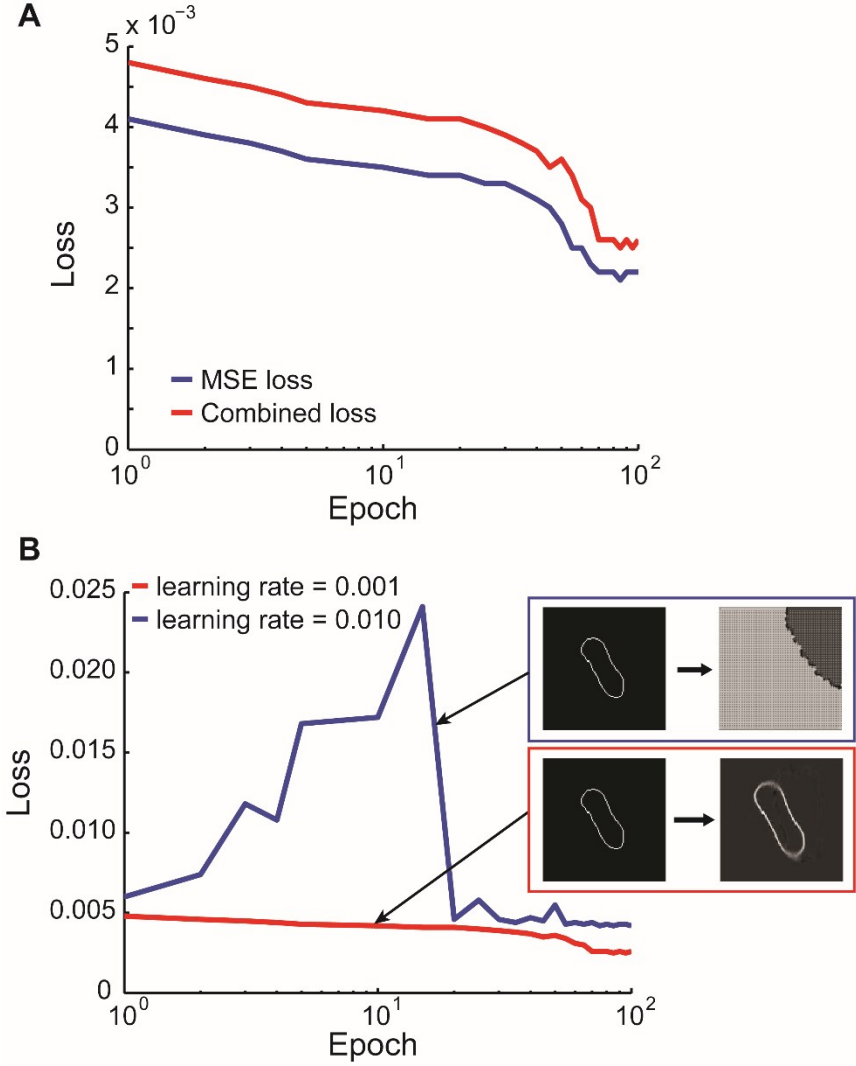 A
x 10⁻³
5
4
3
2
1
0
Loss
MSE loss
Combined loss
10⁰ 10¹ 10²
Epoch
B
0.025
0.020
0.015
0.010
0.005
0
Loss
learning rate = 0.001
learning rate = 0.010
10⁰ 10¹ 10²
Epoch